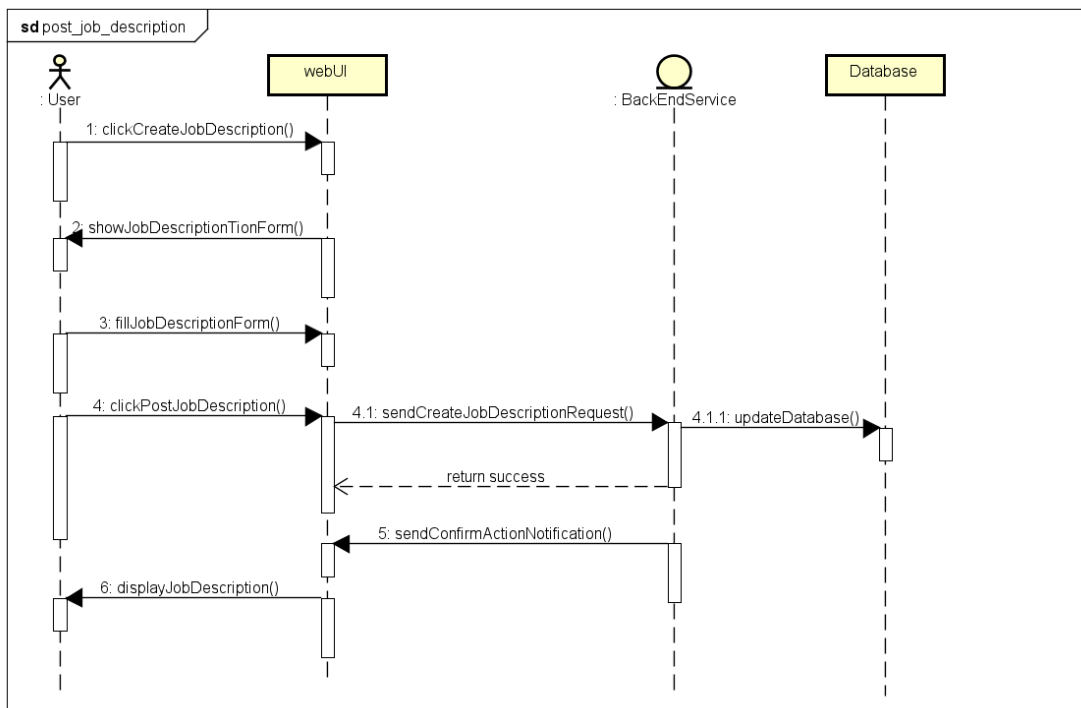 sd post_job_description
: User
webUI
: BackEndService
Database
1: clickCreateJobDescription()
2: showJobDescriptionTionForm()
3: fillJobDescriptionForm()
4: clickPostJobDescription()
4.1: sendCreateJobDescriptionRequest()
4.1.1: updateDatabase()
return success
5: sendConfirmActionNotification()
6: displayJobDescription()